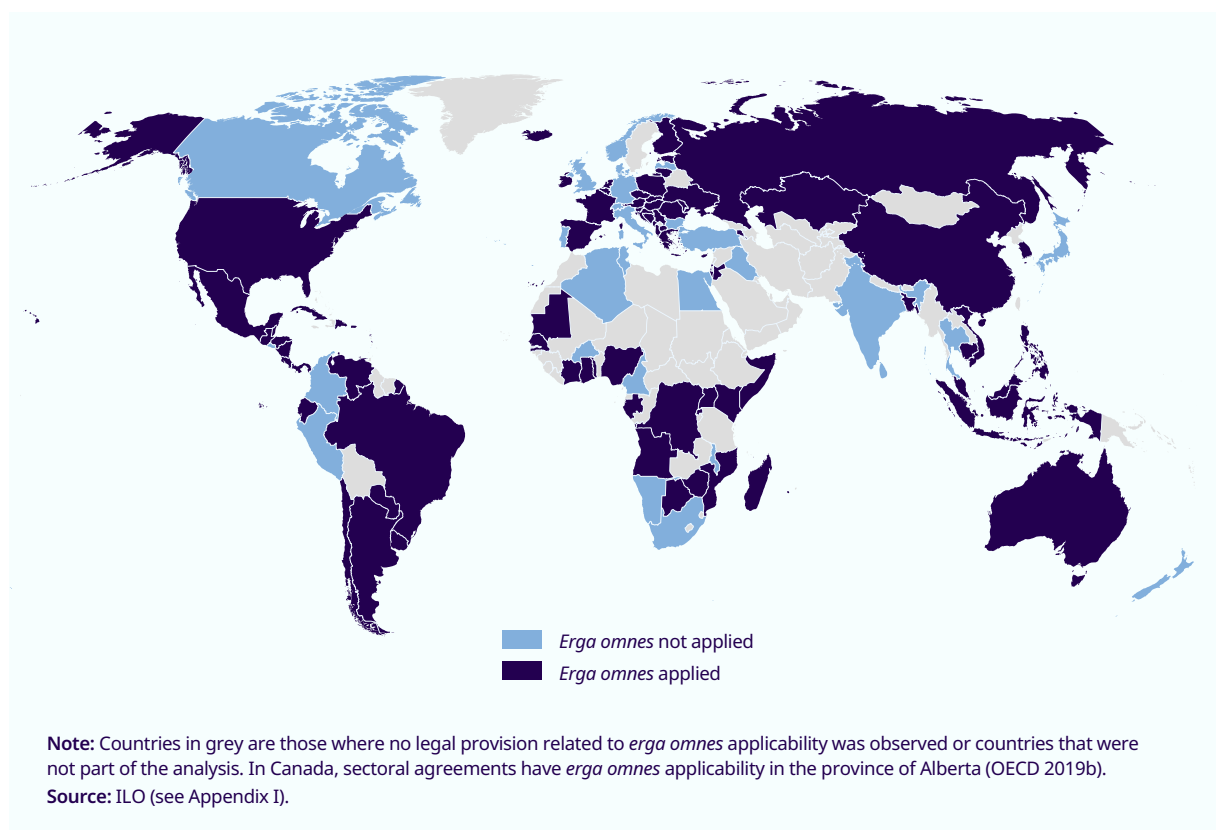 Erga omnes not applied
Erga omnes applied
Note: Countries in grey are those where no legal provision related to erga omnes applicability was observed or countries that were
not part of the analysis. In Canada, sectoral agreements have erga omnes applicability in the province of Alberta (OECD 2019b).
Source: ILO (see Appendix I).